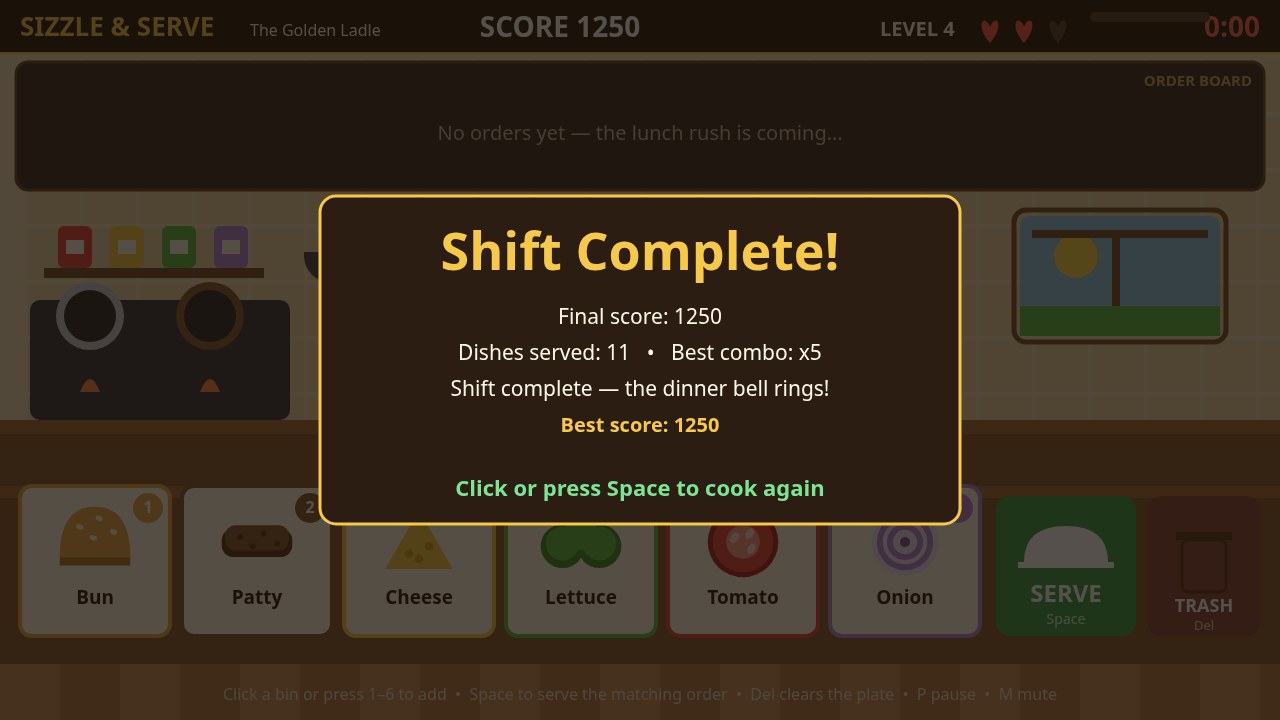 SIZZLE & SERVE The Golden Ladle SCORE 1250 LEVEL 4 0:00
ORDER BOARD
No orders yet — the lunch rush is coming...
Shift Complete!
Final score: 1250
Dishes served: 11 • Best combo: x5
Shift complete — the dinner bell rings!
Best score: 1250
Click or press Space to cook again
1 2
Bun Patty Cheese Lettuce Tomato Onion SERVE TRASH
Space Del
Click a bin or press 1–6 to add • Space to serve the matching order • Del clears the plate • P pause • M mute